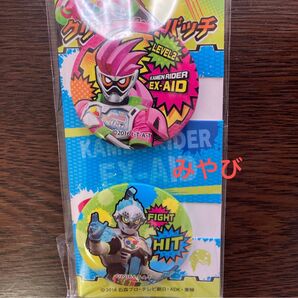 クリ
バッチ
LEVEL2
KAMEN RIDER
EX-AID
KAMEN RIDER
EX-AID
みやび
FIGHT
HIT
© 2016 石森プロ・テレビ朝日・ADK・東映